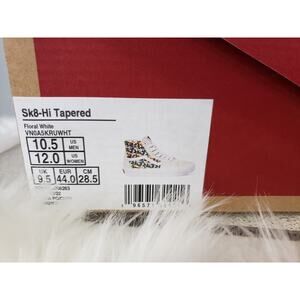 Sk8-Hi Tapered
Floral White
VN0A5KRUWHT
10.5 US MEN
12.0 US WOMEN
UK EUR CM
9.5 44.0 28.5